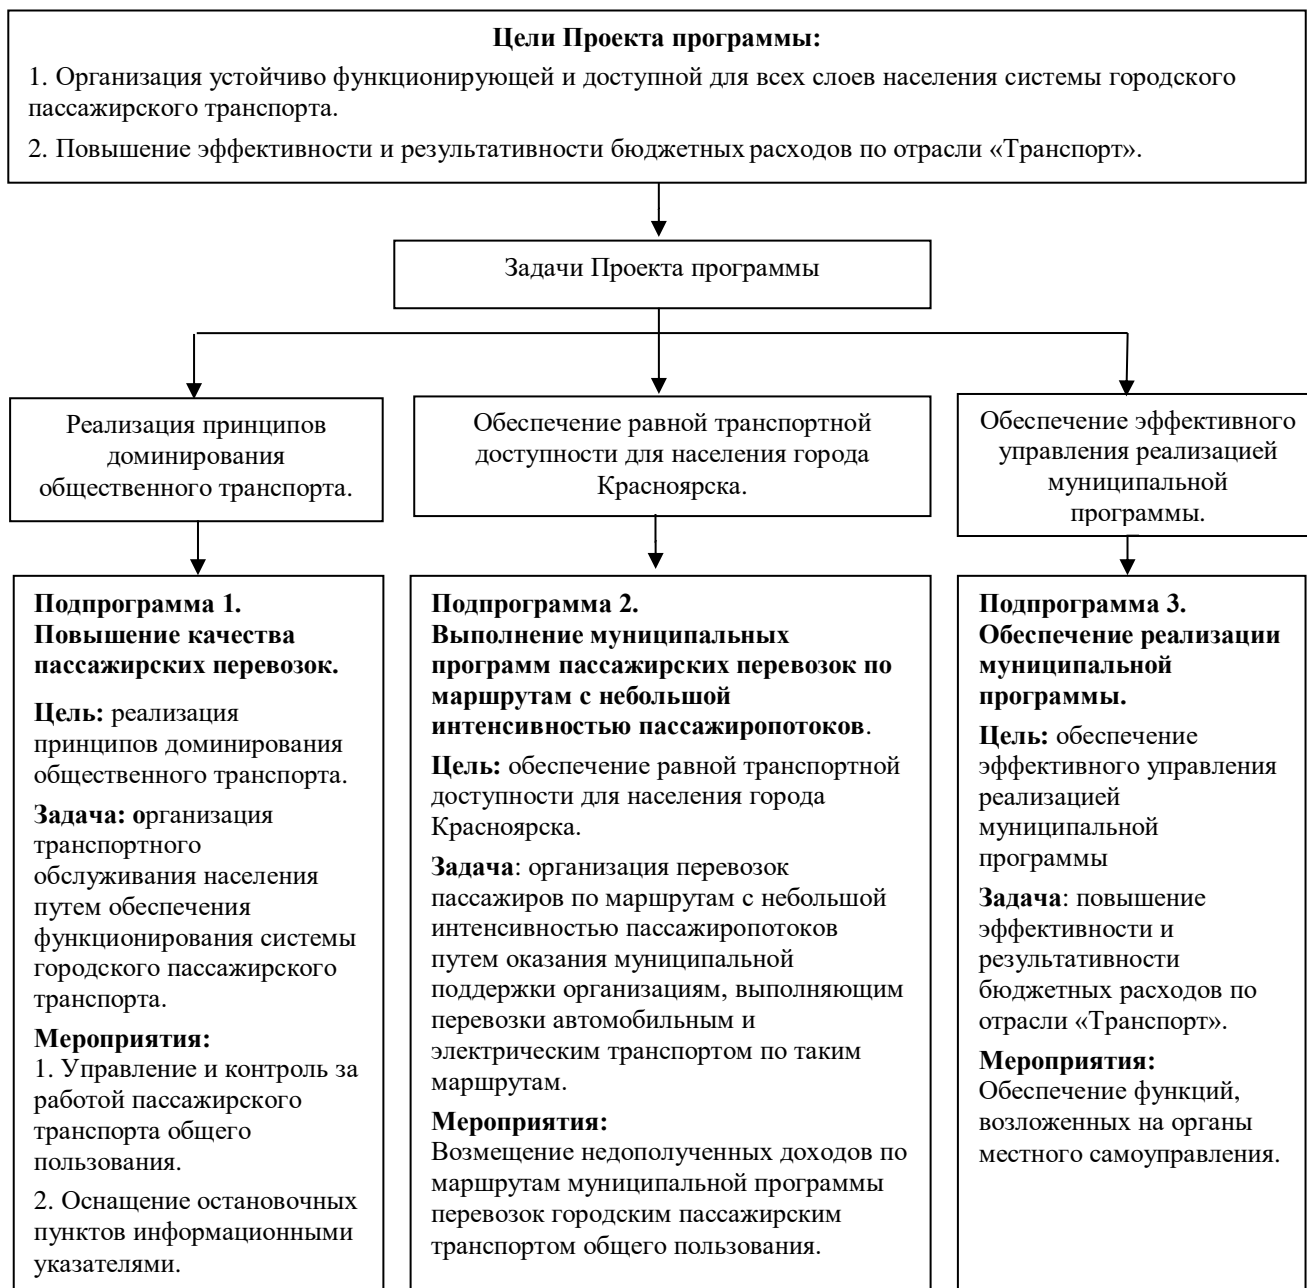 Цели Проекта программы:
1. Организация устойчиво функционирующей и доступной для всех слоев населения системы городского
пассажирского транспорта.
2. Повышение эффективности и результативности бюджетных расходов по отрасли «Транспорт».
Задачи Проекта программы
Реализация принципов
доминирования
общественного транспорта.
Обеспечение равной транспортной
доступности для населения города
Красноярска.
Обеспечение эффективного
управления реализацией
муниципальной
программы.
Подпрограмма 1.
Повышение качества
пассажирских перевозок.
Цель: реализация
принципов доминирования
общественного транспорта.
Задача: организация
транспортного
обслуживания населения
путем обеспечения
функционирования системы
городского пассажирского
транспорта.
Мероприятия:
1. Управление и контроль за
работой пассажирского
транспорта общего
пользования.
2. Оснащение остановочных
пунктов информационными
указателями.
Подпрограмма 2.
Выполнение муниципальных
программ пассажирских перевозок по
маршрутам с небольшой
интенсивностью пассажиропотоков.
Цель: обеспечение равной транспортной
доступности для населения города
Красноярска.
Задача: организация перевозок
пассажиров по маршрутам с небольшой
интенсивностью пассажиропотоков
путем оказания муниципальной
поддержки организациям, выполняющим
перевозки автомобильным и
электрическим транспортом по таким
маршрутам.
Мероприятия:
Возмещение недополученных доходов по
маршрутам муниципальной программы
перевозок городским пассажирским
транспортом общего пользования.
Подпрограмма 3.
Обеспечение реализации
муниципальной
программы.
Цель: обеспечение
эффективного управления
реализацией
муниципальной
программы
Задача: повышение
эффективности и
результативности
бюджетных расходов по
отрасли «Транспорт».
Мероприятия:
Обеспечение функций,
возложенных на органы
местного самоуправления.